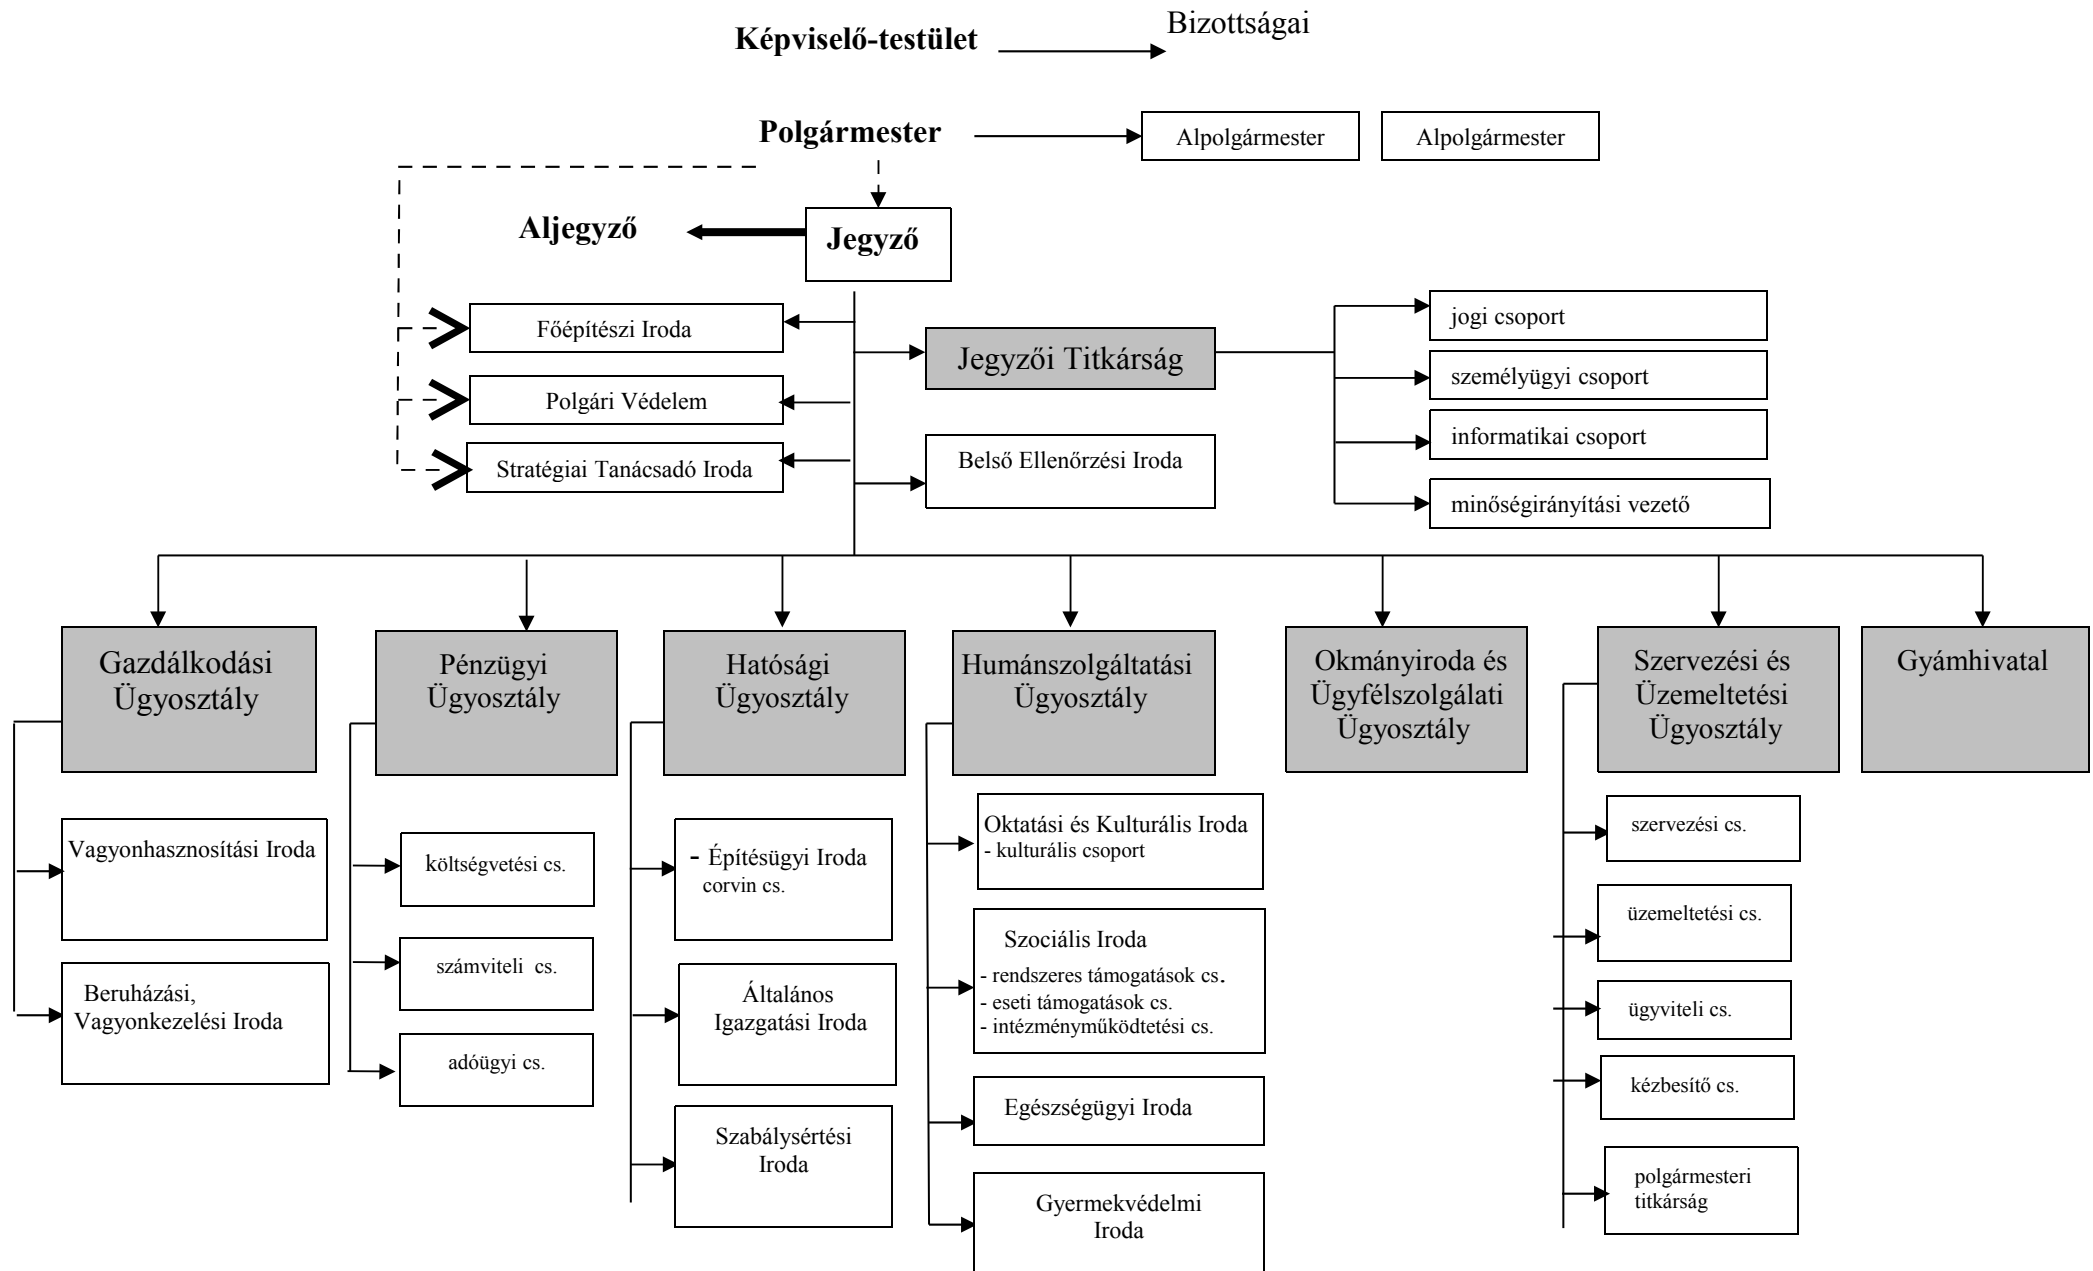 Képviselő-testület
Bizottságai
Polgármester
Alpolgármester
Alpolgármester
Aljegyző
Jegyző
Főépítészi Iroda
Polgári Védelem
Stratégiai Tanácsadó Iroda
Jegyzői Titkárság
Belső Ellenőrzési Iroda
jogi csoport
személyügyi csoport
informatikai csoport
minőségirányítási vezető
Gazdálkodási
Ügyosztály
Vagyonhasznosítási Iroda
Beruházási,
Vagyonkezelési Iroda
Pénzügyi
Ügyosztály
költségvetési cs.
számviteli cs.
adóügyi cs.
Hatósági
Ügyosztály
- Építésügyi Iroda
corvin cs.
Általános
Igazgatási Iroda
Szabálysértési
Iroda
Humánszolgáltatási
Ügyosztály
Oktatási és Kulturális Iroda
- kulturális csoport
Szociális Iroda
- rendszeres támogatások cs.
- eseti támogatások cs.
- intézményműködtetési cs.
Egészségügyi Iroda
Gyermekvédelmi
Iroda
Okmányiroda és
Ügyfélszolgálati
Ügyosztály
Szervezési és
Üzemeltetési
Ügyosztály
szervezési cs.
üzemeltetési cs.
ügyviteli cs.
kézbesítő cs.
polgármesteri
titkárság
Gyámhivatal